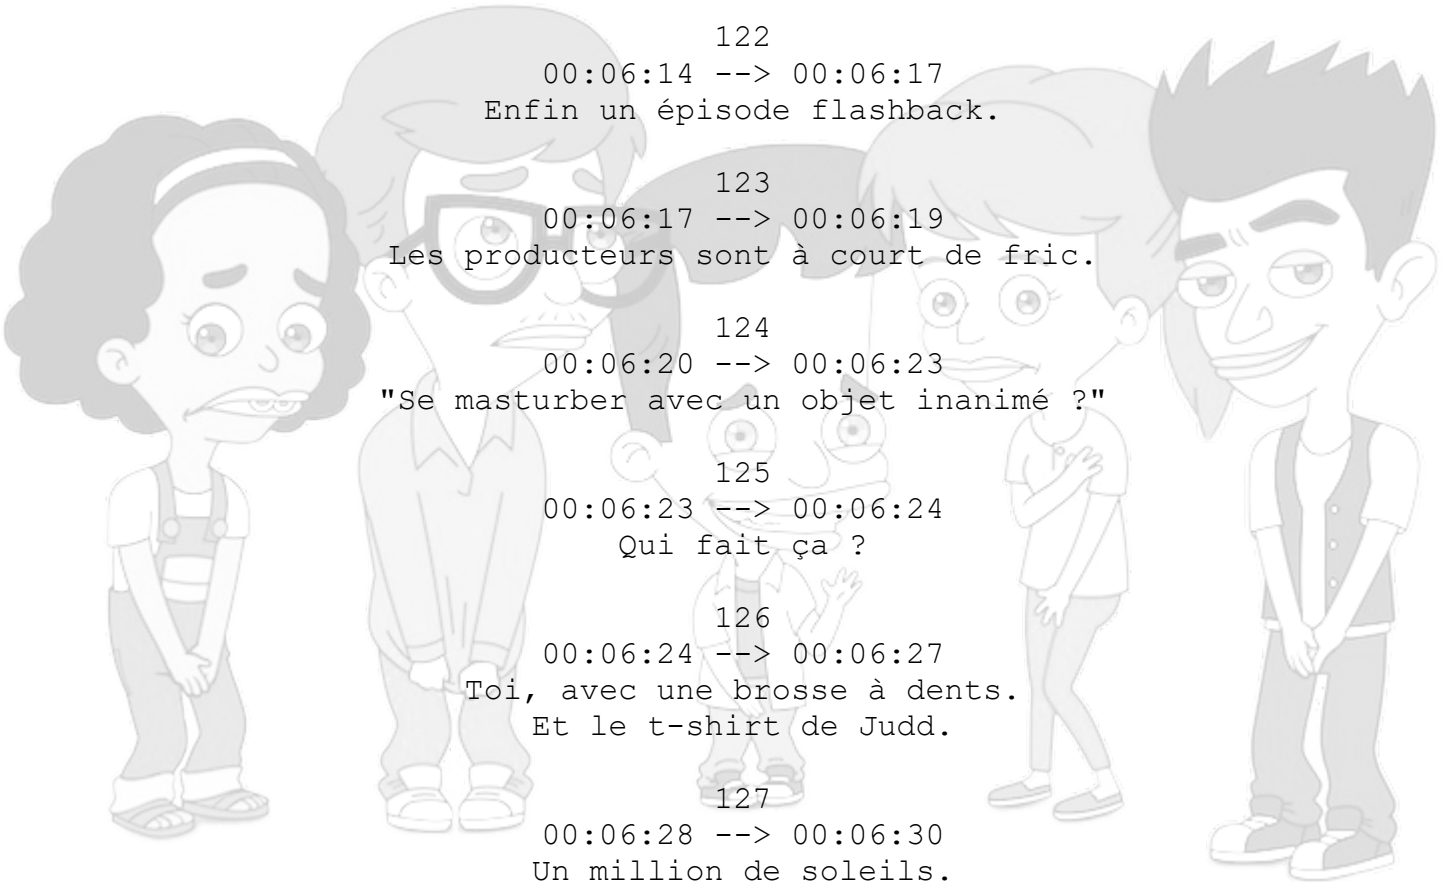 122
00:06:14 --> 00:06:17
Enfin un épisode flashback.
123
00:06:17 --> 00:06:19
Les producteurs sont à court de fric.
124
00:06:20 --> 00:06:23
"Se masturber avec un objet inanimé ?"
125
00:06:23 --> 00:06:24
Qui fait ça ?
126
00:06:24 --> 00:06:27
Toi, avec une brosse à dents.
Et le t-shirt de Judd.
127
00:06:28 --> 00:06:30
Un million de soleils.